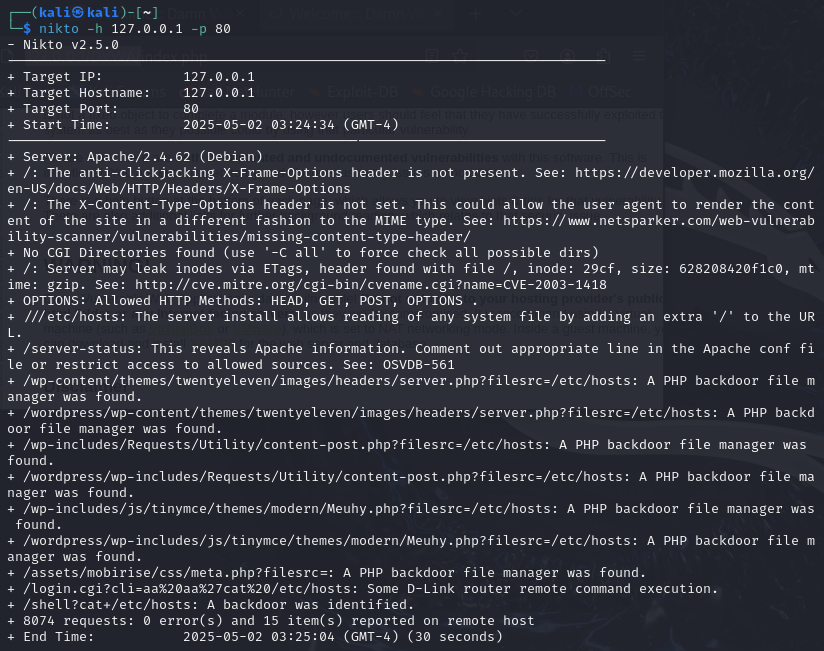 ┌──(kali㉿kali)-[~]
└─$ nikto -h 127.0.0.1 -p 80
- Nikto v2.5.0
+ Target IP:          127.0.0.1
+ Target Hostname:    127.0.0.1
+ Target Port:        80
+ Start Time:         2025-05-02 03:24:34 (GMT-4)
+ Server: Apache/2.4.62 (Debian)
+ /: The anti-clickjacking X-Frame-Options header is not present. See: https://developer.mozilla.org/
en-US/docs/Web/HTTP/Headers/X-Frame-Options
+ /: The X-Content-Type-Options header is not set. This could allow the user agent to render the cont
ent of the site in a different fashion to the MIME type. See: https://www.netsparker.com/web-vulnerab
ility-scanner/vulnerabilities/missing-content-type-header/
+ No CGI Directories found (use '-C all' to force check all possible dirs)
+ /: Server may leak inodes via ETags, header found with file /, inode: 29cf, size: 628208420f1c0, mt
ime: gzip. See: http://cve.mitre.org/cgi-bin/cvename.cgi?name=CVE-2003-1418
+ OPTIONS: Allowed HTTP Methods: HEAD, GET, POST, OPTIONS .
+ ///etc/hosts: The server install allows reading of any system file by adding an extra '/' to the UR
L.
+ /server-status: This reveals Apache information. Comment out appropriate line in the Apache conf fi
le or restrict access to allowed sources. See: OSVDB-561
+ /wp-content/themes/twentyeleven/images/headers/server.php?filesrc=/etc/hosts: A PHP backdoor file m
anager was found.
+ /wordpress/wp-content/themes/twentyeleven/images/headers/server.php?filesrc=/etc/hosts: A PHP backd
oor file manager was found.
+ /wp-includes/Requests/Utility/content-post.php?filesrc=/etc/hosts: A PHP backdoor file manager was 
found.
+ /wordpress/wp-includes/Requests/Utility/content-post.php?filesrc=/etc/hosts: A PHP backdoor file ma
nager was found.
+ /wp-includes/js/tinymce/themes/modern/Meuhy.php?filesrc=/etc/hosts: A PHP backdoor file manager was
 found.
+ /wordpress/wp-includes/js/tinymce/themes/modern/Meuhy.php?filesrc=/etc/hosts: A PHP backdoor file m
anager was found.
+ /assets/mobirise/css/meta.php?filesrc=: A PHP backdoor file manager was found.
+ /login.cgi?cli=aa%20aa%27cat%20/etc/hosts: Some D-Link router remote command execution.
+ /shell?cat+/etc/hosts: A backdoor was identified.
+ 8074 requests: 0 error(s) and 15 item(s) reported on remote host
+ End Time:           2025-05-02 03:25:04 (GMT-4) (30 seconds)